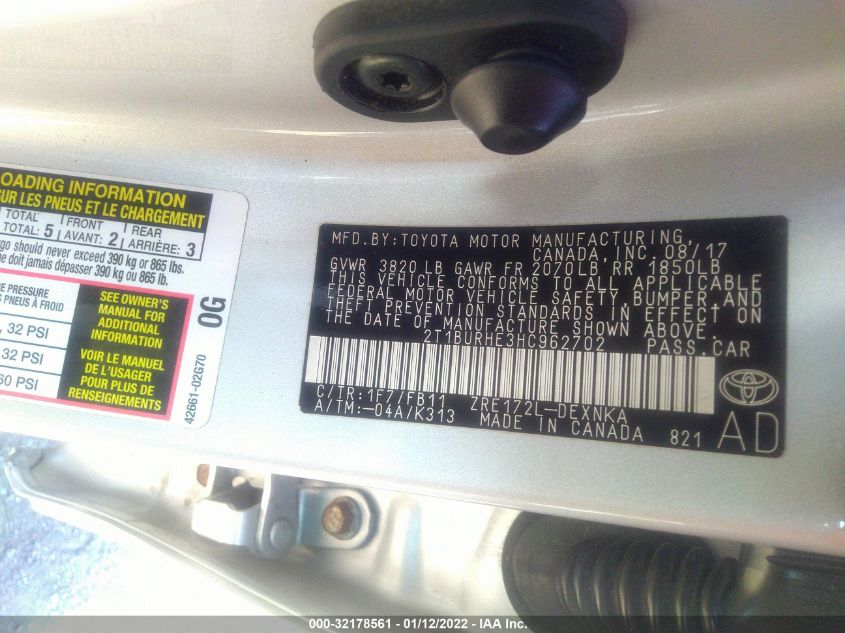 OADING INFORMATION
SUR LES PNEUS ET LE CHARGEMENT
TOTAL TOTAL: 5 FRONT AVANT: 2 REAR ARRIÈRE: 3
go should never exceed 390 kg or 865 lbs.
ne doit jamais dépasser 390 kg ou 865 lbs.
E PRESSURE
S PNEUS À FROID
, 32 PSI
32 PSI
60 PSI
SEE OWNER'S
MANUAL FOR
ADDITIONAL
INFORMATION
VOIR LE MANUEL
DE L'USAGER
POUR PLUS DE
RENSEIGNEMENTS
0G
42661-02G70
MFD.BY:TOYOTA MOTOR MANUFACTURING,
CANADA, INC. 08/17
GVWR 3820LB GAWR FR 2070LB, RR 1850LB
THIS VEHICLE CONFORMS TO ALL APPLICABLE
FEDERAL MOTOR VEHICLE SAFETY, BUMPER, AND
THEFT PREVENTION STANDARDS IN EFFECT ON
THE DATE OF MANUFACTURE SHOWN ABOVE.
2T1BURHE3HC962702 PASS.CAR
C/TR:1F7/FB11 ZRE172L-DEXNKA
A/TM:-04A/K313 MADE IN CANADA 821
AD
000-32178561 - 01/12/2022 - IAA Inc.